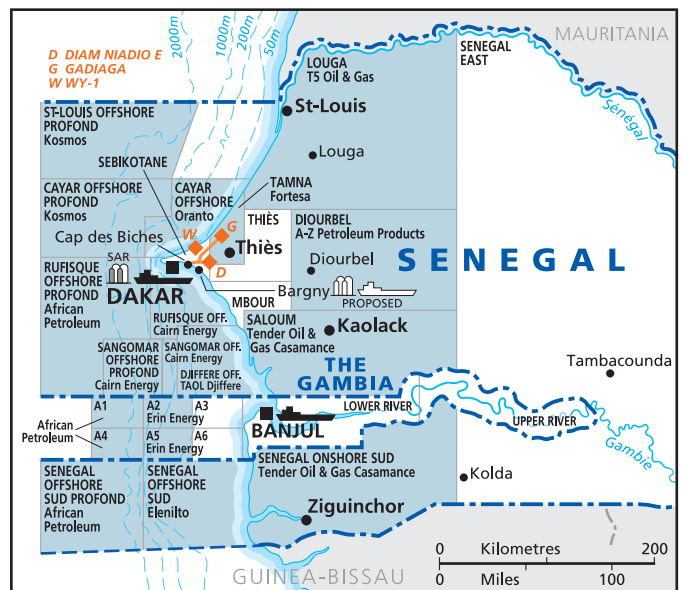 2000m
1000m
200m
50m
MAURITANIA
D DIAM NIADIO E
G GADIAGA
W WY-1
LOUGA
T5 Oil & Gas
SENEGAL
EAST
ST-LOUIS OFFSHORE
PROFOND
Kosmos
St-Louis
Sénégal
SEBIKOTANE
Louga
CAYAR OFFSHORE
PROFOND
Kosmos
CAYAR
OFFSHORE
Oranto
TAMNA
Fortesa
THIÈS
DIOURBEL
A-Z Petroleum Products
Cap des Biches
W
G
Thiès
D
Diourbel
SENEGAL
SAR
DAKAR
RUFISQUE
OFFSHORE
PROFOND
African
Petroleum
Bargny
PROPOSED
MBOUR
RUFISQUE OFF.
Cairn Energy
SALOUM
Tender Oil &
Gas Casamance
Kaolack
SANGOMAR
OFFSHORE
PROFOND
Cairn Energy
SANGOMAR OFF.
Cairn Energy
DJIFFERE OFF.
TAOL Djiffere
THE
GAMBIA
Tambacounda
A1
A2
Erin Energy
A3
African
Petroleum
A4
A5
Erin Energy
A6
BANJUL
LOWER RIVER
UPPER RIVER
Gambie
SENEGAL
OFFSHORE
SUD PROFOND
African
Petroleum
SENEGAL
OFFSHORE
SUD
Elenilto
SENEGAL ONSHORE SUD
Tender Oil & Gas Casamance
Kolda
Ziguinchor
GUINEA-BISSAU
0 Kilometres 200
0 Miles 100